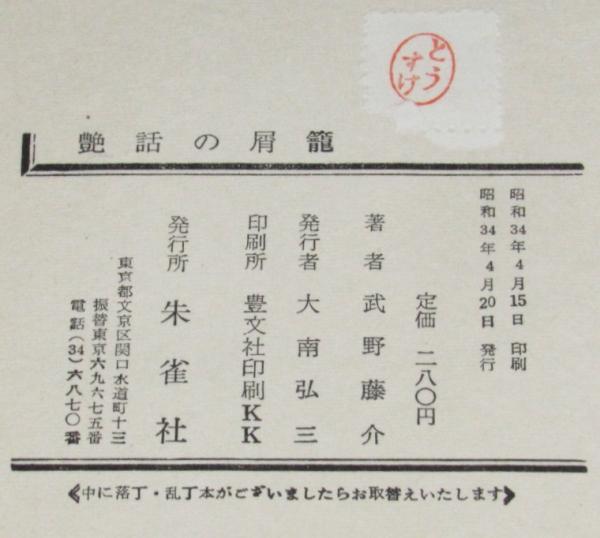 とうすけ
艶話の屑籠
昭和34年4月15日 印刷
昭和34年4月20日 発行
定価 二八〇円
著者 武野藤介
発行者 大南弘三
印刷所 豊文社印刷KK
発行所 朱雀社
東京都文京区関口水道町十三
振替東京六九六七五番
電話(34)六八七〇番
《中に落丁・乱丁本がございましたらお取替えいたします》